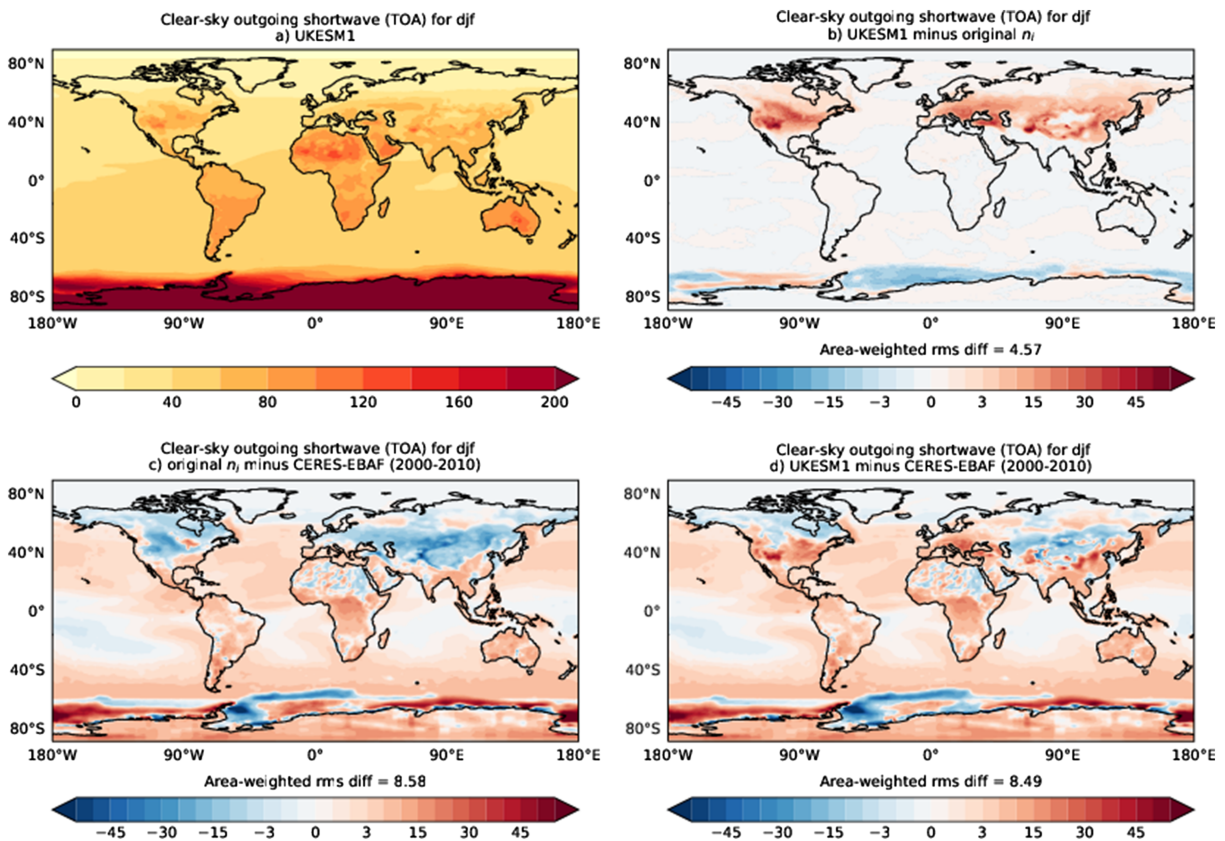 Clear-sky outgoing shortwave (TOA) for djf
a) UKESM1
80°N
40°N
0°
40°S
80°S
180°W 90°W 0° 90°E 180°E
0 40 80 120 160 200
Clear-sky outgoing shortwave (TOA) for djf
b) UKESM1 minus original ni
80°N
40°N
0°
40°S
80°S
180°W 90°W 0° 90°E 180°E
Area-weighted rms diff = 4.57
−45 −30 −15 −3 0 3 15 30 45
Clear-sky outgoing shortwave (TOA) for djf
c) original ni minus CERES-EBAF (2000-2010)
80°N
40°N
0°
40°S
80°S
180°W 90°W 0° 90°E 180°E
Area-weighted rms diff = 8.58
−45 −30 −15 −3 0 3 15 30 45
Clear-sky outgoing shortwave (TOA) for djf
d) UKESM1 minus CERES-EBAF (2000-2010)
80°N
40°N
0°
40°S
80°S
180°W 90°W 0° 90°E 180°E
Area-weighted rms diff = 8.49
−45 −30 −15 −3 0 3 15 30 45